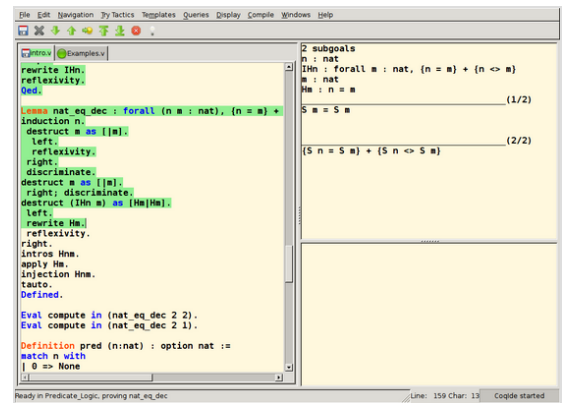 File Edit Navigation Try Tactics Templates Queries Display Compile Windows Help
intro.v Examples.v
rewrite IHn.
reflexivity.
Qed.
Lemma nat_eq_dec : forall (n m : nat), {n = m} +
induction n.
destruct m as [|m].
left.
reflexivity.
right.
discriminate.
destruct m as [|m].
right; discriminate.
destruct (IHn m) as [Hm|Hm].
left.
rewrite Hm.
reflexivity.
right.
intros Hnm.
apply Hm.
injection Hnm.
tauto.
Defined.
Eval compute in (nat_eq_dec 2 2).
Eval compute in (nat_eq_dec 2 1).
Definition pred (n:nat) : option nat :=
match n with
| 0 => None
2 subgoals
n : nat
IHn : forall m : nat, {n = m} + {n <> m}
m : nat
Hm : n = m
(1/2)
S m = S m
(2/2)
{S n = S m} + {S n <> S m}
Ready in Predicate_Logic, proving nat_eq_dec
Line: 159 Char: 13 CoqIde started